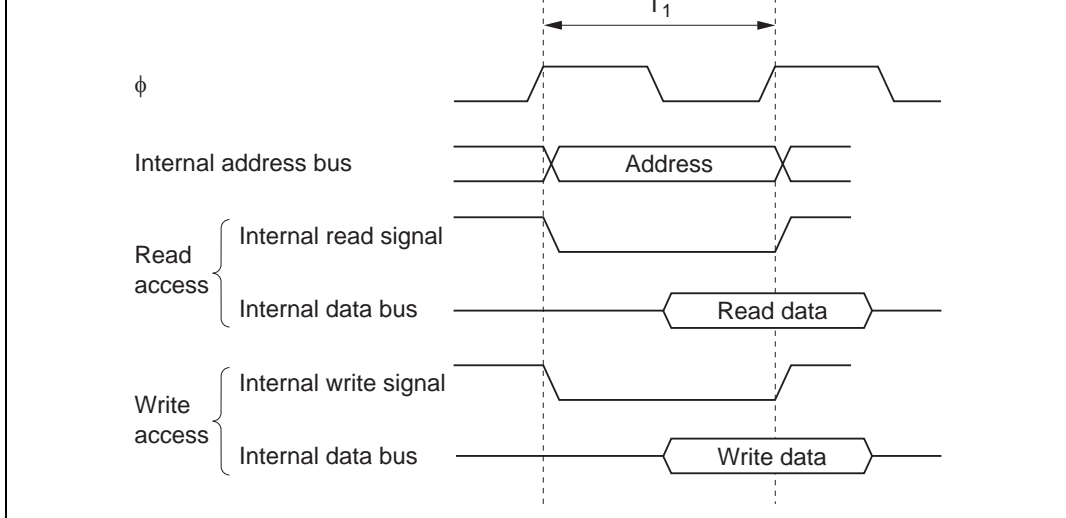 T1
ϕ
Internal address bus
Address
Read
access
Internal read signal
Internal data bus
Read data
Write
access
Internal write signal
Internal data bus
Write data